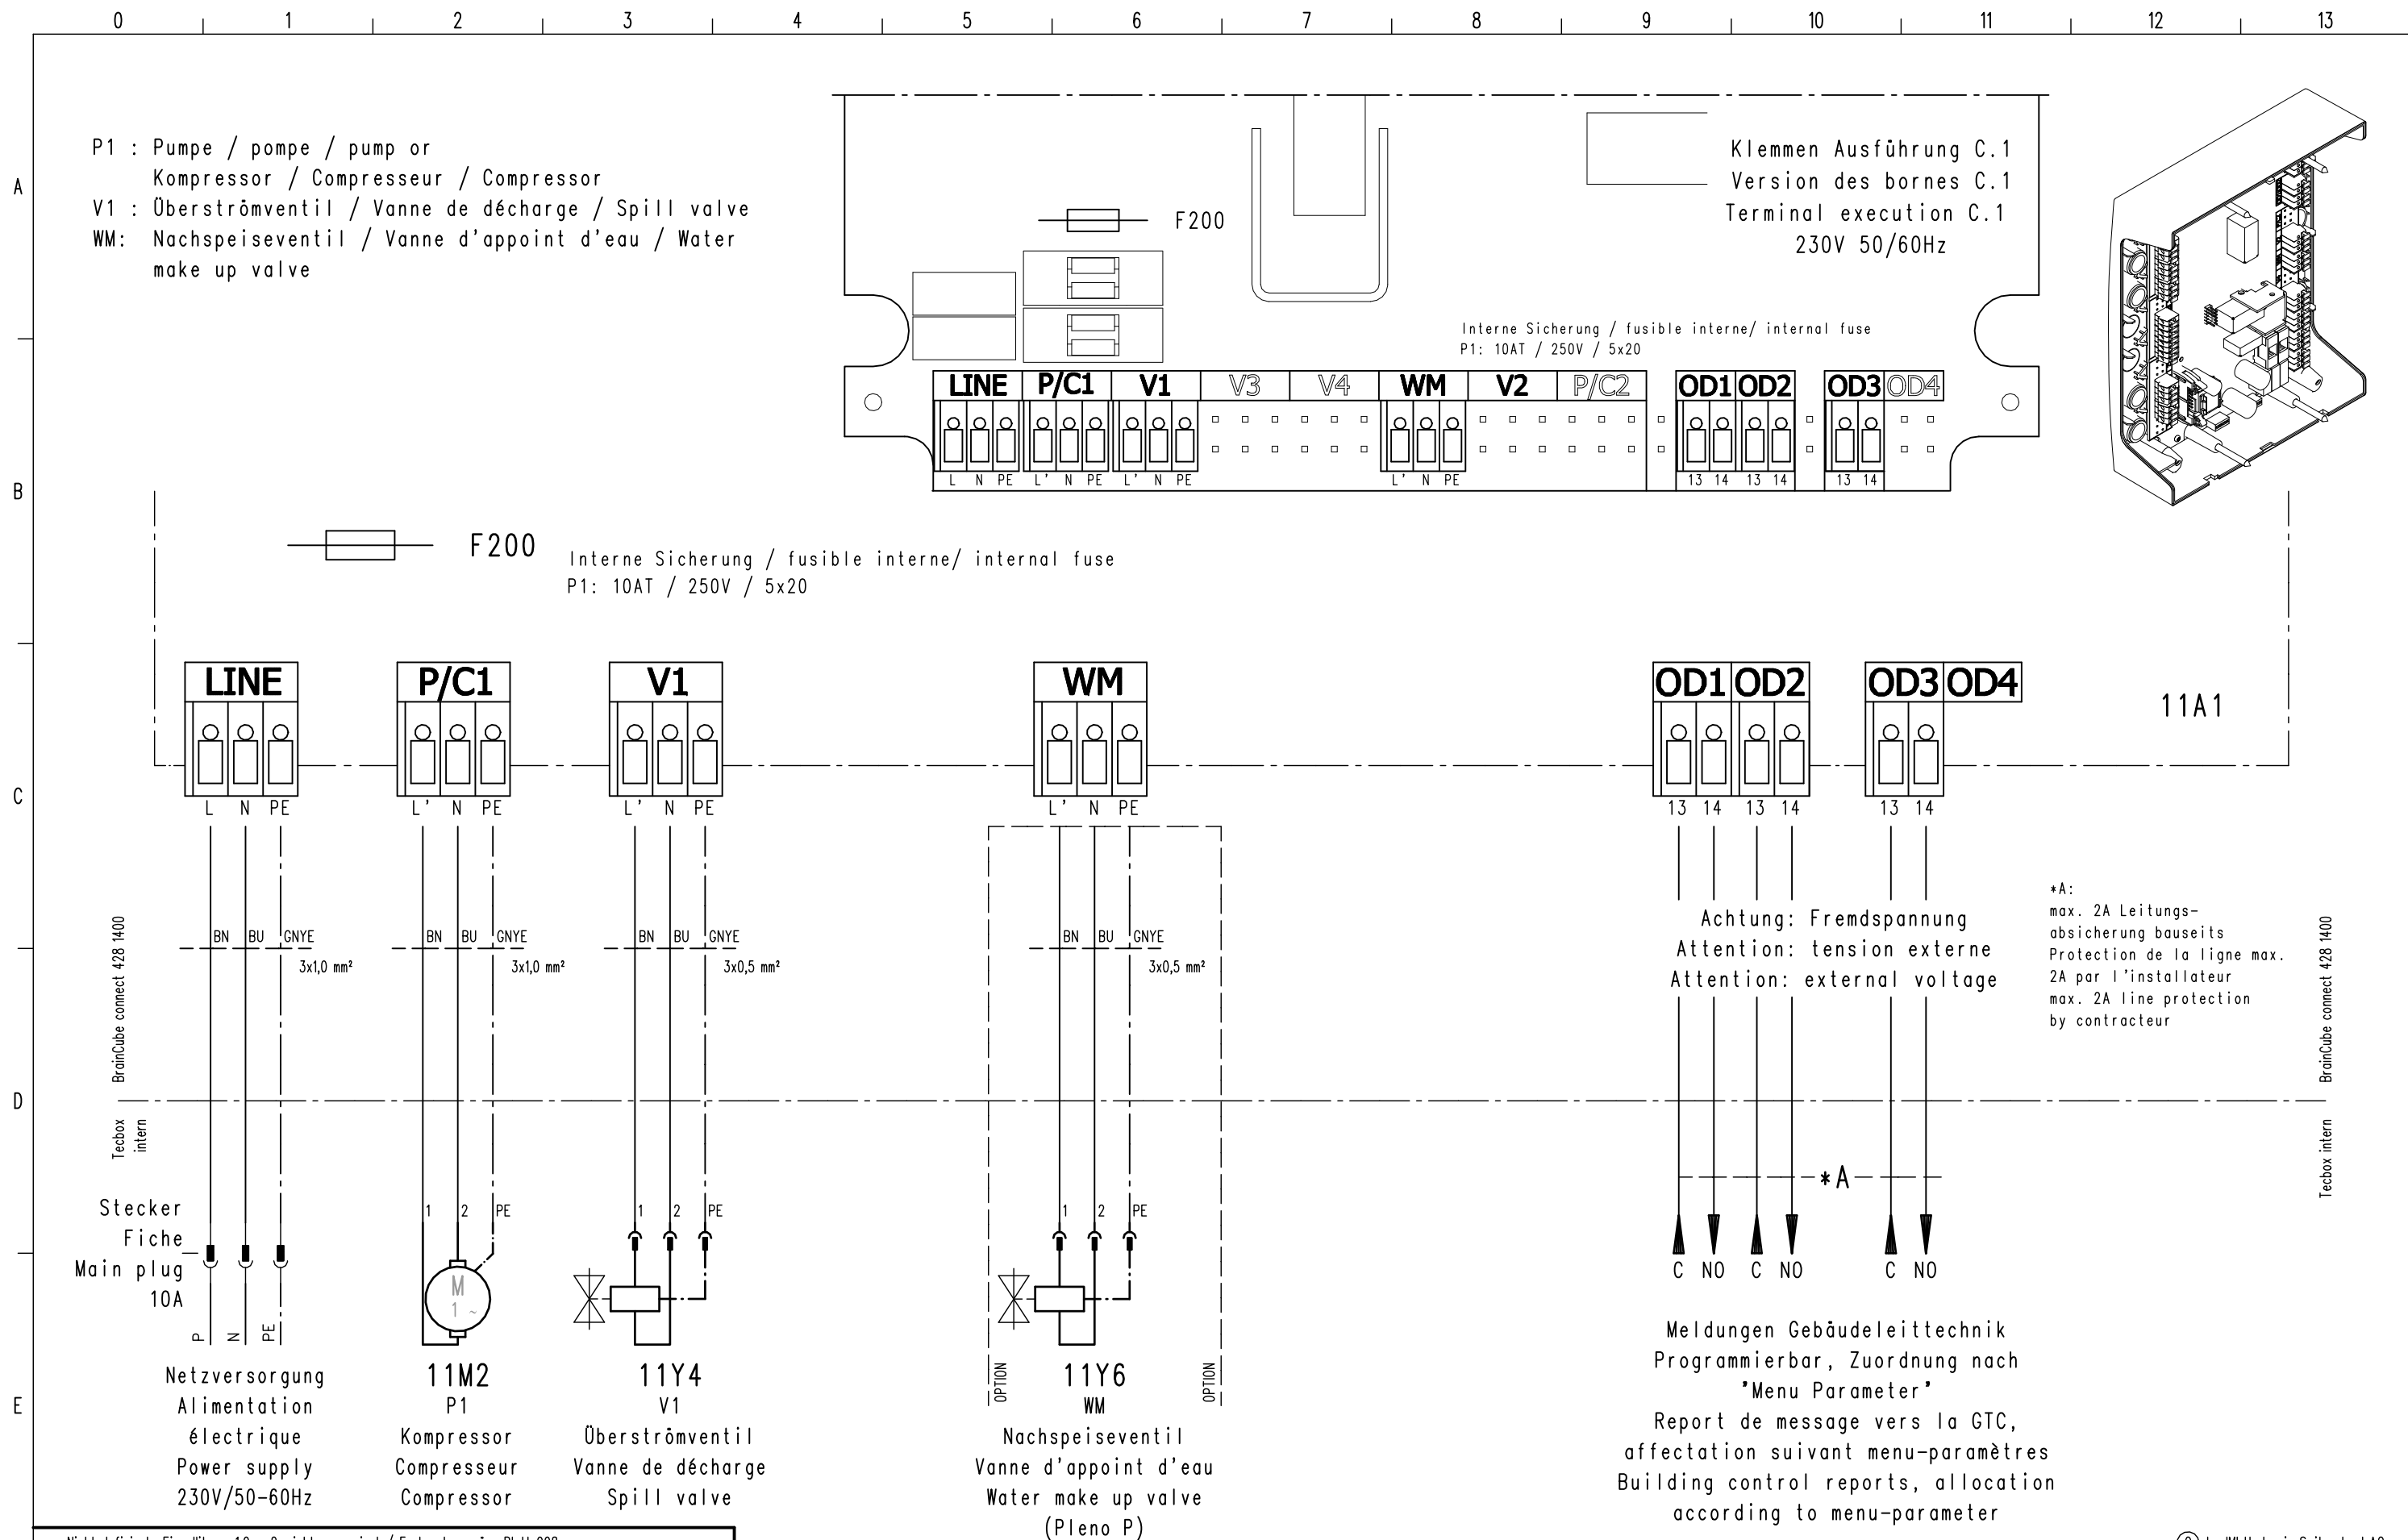 0 1 2 3 4 5 6 7 8 9 10 11 12 13
A
B
C
D
E
P1 : Pumpe / pompe / pump or
Kompressor / Compresseur / Compressor
V1 : Überströmventil / Vanne de décharge / Spill valve
WM: Nachspeiseventil / Vanne d'appoint d'eau / Water
make up valve
F200
Klemmen Ausführung C.1
Version des bornes C.1
Terminal execution C.1
230V 50/60Hz
Interne Sicherung / fusible interne/ internal fuse
P1: 10AT / 250V / 5x20
LINE P/C1 V1 V3 V4 WM V2 P/C2 OD1 OD2 OD3 OD4
L N PE L' N PE L' N PE L' N PE 13 14 13 14 13 14
F200
Interne Sicherung / fusible interne/ internal fuse
P1: 10AT / 250V / 5x20
LINE P/C1 V1 WM OD1 OD2 OD3 OD4
11A1
L N PE L' N PE L' N PE L' N PE 13 14 13 14 13 14
BN BU GNYE BN BU GNYE BN BU GNYE BN BU GNYE
3x1,0 mm² 3x1,0 mm² 3x0,5 mm² 3x0,5 mm²
Achtung: Fremdspannung
Attention: tension externe
Attention: external voltage
*A:
max. 2A Leitungs-
absicherung bauseits
Protection de la ligne max.
2A par l'installateur
max. 2A line protection
by contracteur
BrainCube connect 428 1400
Tecbox
intern
BrainCube connect 428 1400
Tecbox intern
*A
Stecker
Fiche
Main plug
10A
1 2 PE 1 2 PE 1 2 PE
P N PE
M
1 ~
C NO C NO C NO
Netzversorgung
Alimentation
électrique
Power supply
230V/50-60Hz
11M2
P1
Kompressor
Compresseur
Compressor
11Y4
V1
Überströmventil
Vanne de décharge
Spill valve
OPTION
OPTION
11Y6
WM
Nachspeiseventil
Vanne d'appoint d'eau
Water make up valve
(Pleno P)
Meldungen Gebäudeleittechnik
Programmierbar, Zuordnung nach
"Menu Parameter"
Report de message vers la GTC,
affectation suivant menu-paramètres
Building control reports, allocation
according to menu-parameter